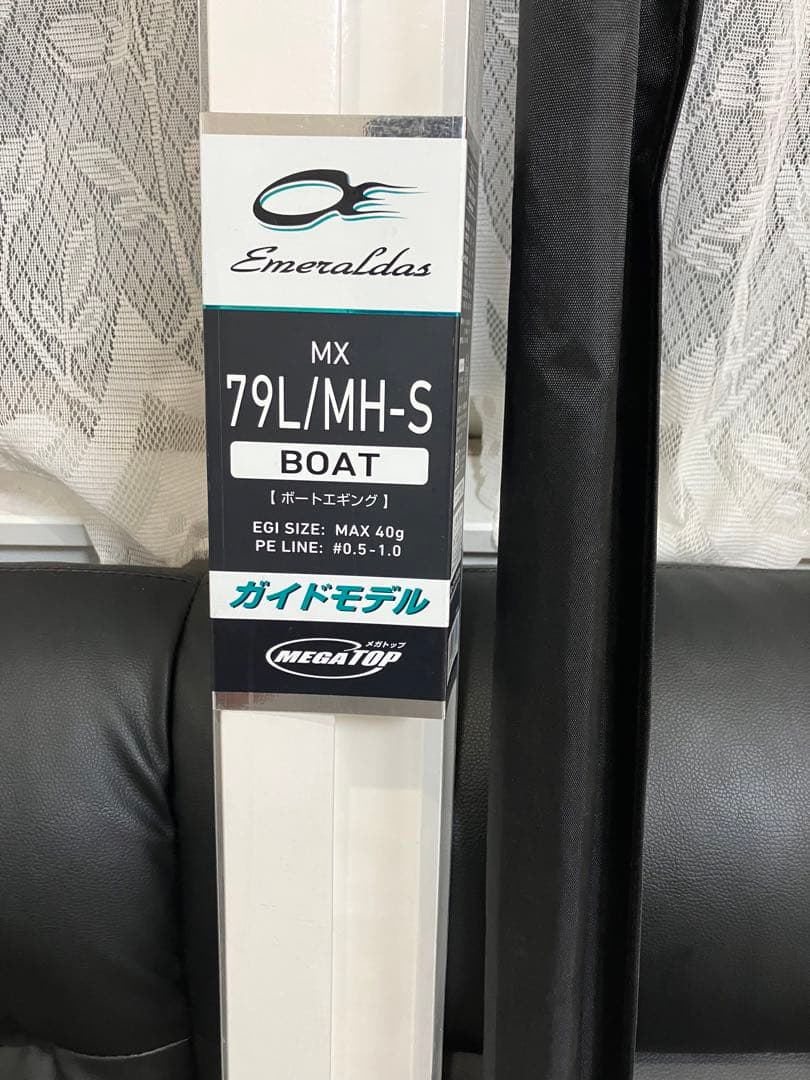 Emeraldas
MX
79L/MH-S
BOAT
【 ボートエギング 】
EGI SIZE: MAX 40g
PE LINE: #0.5-1.0
ガイドモデル
メガトップ
MEGATOP